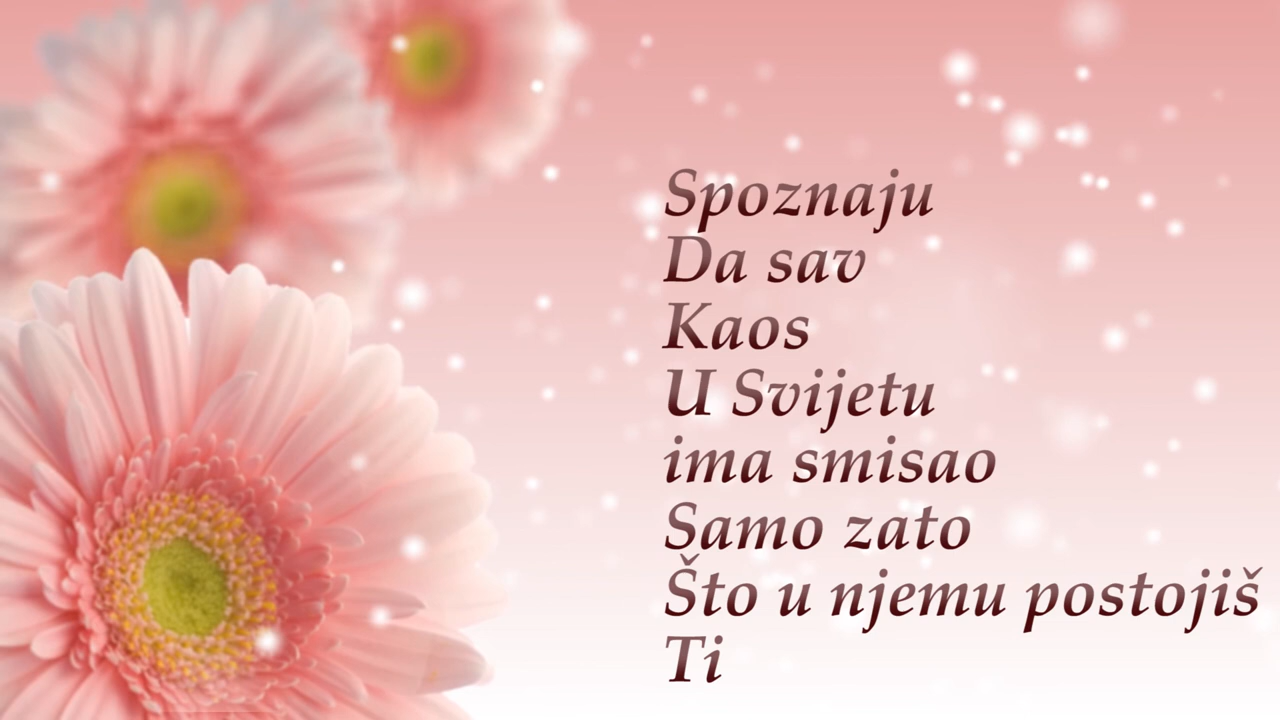 Spoznaju
Da sav
Kaos
U Svijetu
ima smisao
Samo zato
Što u njemu postojiš
Ti